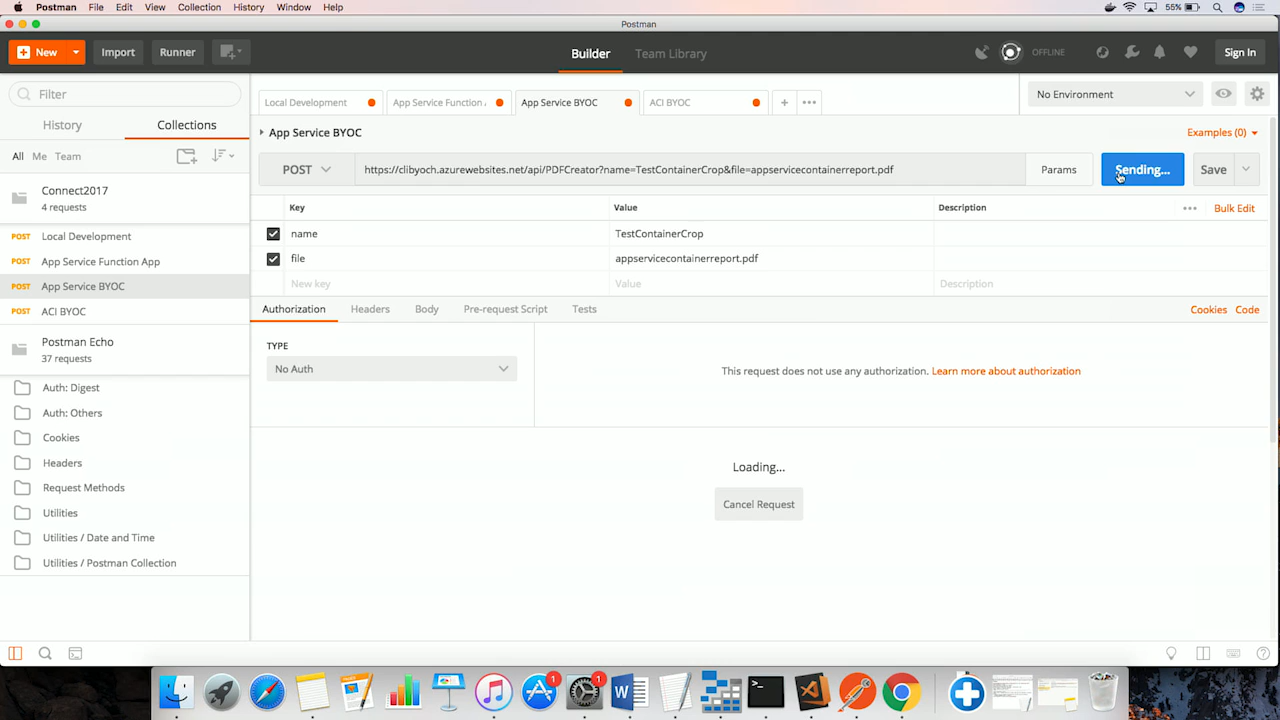 Postman File Edit View Collection History Window Help 55%
Postman
New Import Runner Builder Team Library OFFLINE Sign In
Filter
History Collections
All Me Team
Connect2017
4 requests
POST Local Development
POST App Service Function App
POST App Service BYOC
POST ACI BYOC
Postman Echo
37 requests
Auth: Digest
Auth: Others
Cookies
Headers
Request Methods
Utilities
Utilities / Date and Time
Utilities / Postman Collection
Local Development App Service Function A App Service BYOC ACI BYOC + •••
No Environment
App Service BYOC Examples (0)
POST https://clibyoch.azurewebsites.net/api/PDFCreator?name=TestContainerCrop&file=appservicecontainerreport.pdf Params Sending... Save
Key Value Description ••• Bulk Edit
name TestContainerCrop
file appservicecontainerreport.pdf
New key Value Description
Authorization Headers Body Pre-request Script Tests Cookies Code
TYPE
No Auth
This request does not use any authorization. Learn more about authorization
Loading...
Cancel Request
1 1